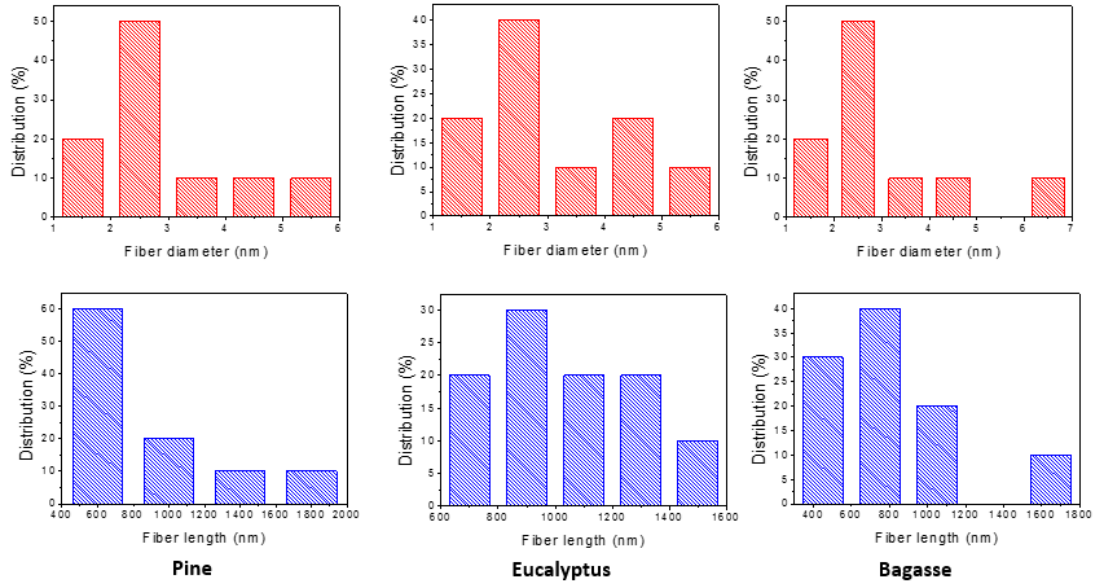 Distribution (%)
50
40
30
20
10
0
1 2 3 4 5 6
Fiber diameter (nm)
Distribution (%)
40
35
30
25
20
15
10
5
0
1 2 3 4 5 6
Fiber diameter (nm)
Distribution (%)
50
40
30
20
10
0
1 2 3 4 5 6 7
Fiber diameter (nm)
Distribution (%)
60
50
40
30
20
10
0
400 600 800 1000 1200 1400 1600 1800 2000
Fiber length (nm)
Pine
Distribution (%)
30
25
20
15
10
5
0
600 800 1000 1200 1400 1600
Fiber length (nm)
Eucalyptus
Distribution (%)
40
35
30
25
20
15
10
5
0
400 600 800 1000 1200 1400 1600 1800
Fiber length (nm)
Bagasse